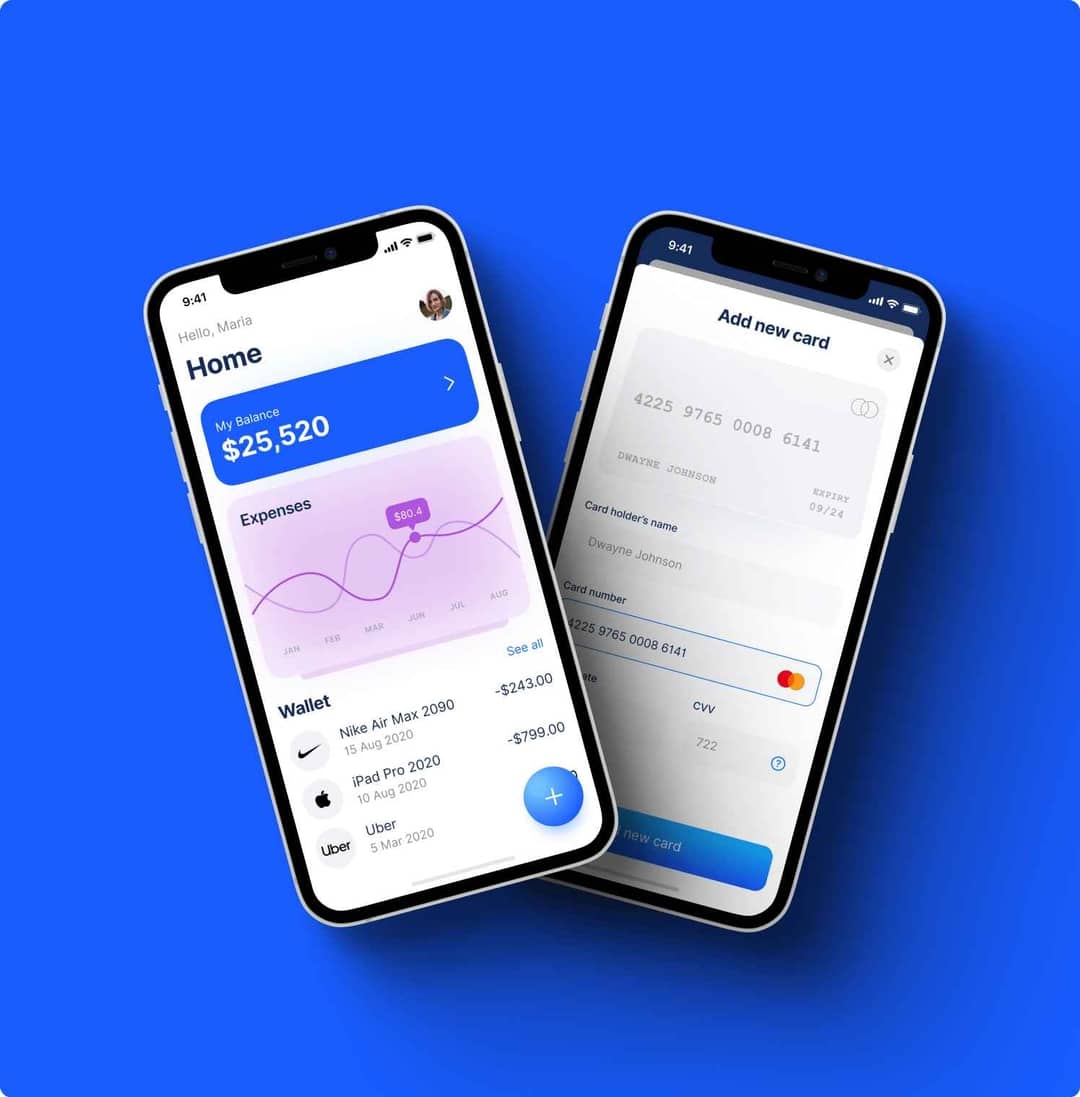 9:41
Hello, Maria
Home
My Balance
$25,520
Expenses
$80.4
JAN FEB MAR JUN JUL AUG
See all
Wallet
Nike Air Max 2090 -$243.00
15 Aug 2020
iPad Pro 2020 -$799.00
10 Aug 2020
Uber
Uber
5 Mar 2020
9:41
Add new card
4225 9765 0008 6141
DWAYNE JOHNSON
EXPIRY
09/24
Card holder's name
Dwayne Johnson
Card number
4225 9765 0008 6141
CVV
722
?
new card